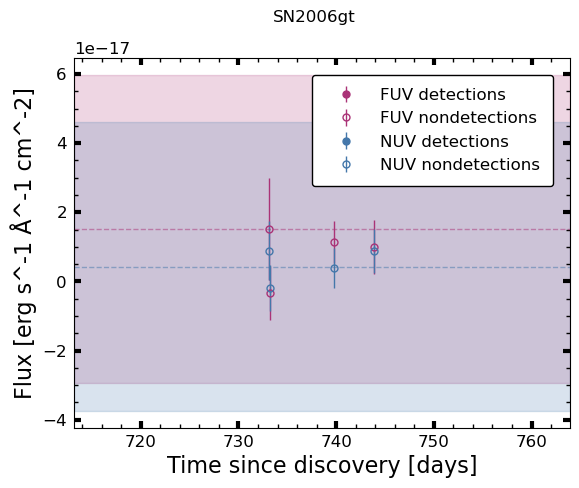 SN2006gt
1e−17
6
4
2
0
−2
−4
Flux [erg s^-1 Å^-1 cm^-2]
FUV detections
FUV nondetections
NUV detections
NUV nondetections
720 730 740 750 760
Time since discovery [days]